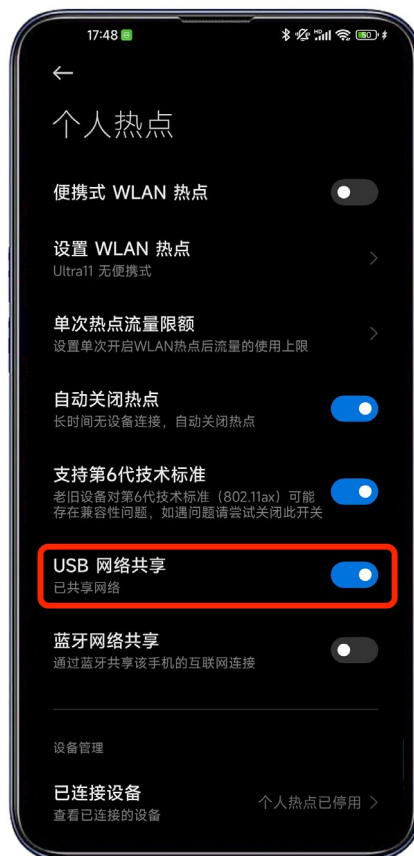 17:48
50
个人热点
便携式 WLAN 热点
设置 WLAN 热点
Ultra11 无便携式
单次热点流量限额
设置单次开启WLAN热点后流量的使用上限
自动关闭热点
长时间无设备连接，自动关闭热点
支持第6代技术标准
老旧设备对第6代技术标准（802.11ax）可能
存在兼容性问题，如遇问题请尝试关闭此开关
USB 网络共享
已共享网络
蓝牙网络共享
通过蓝牙共享该手机的互联网连接
设备管理
已连接设备
查看已连接的设备
个人热点已停用